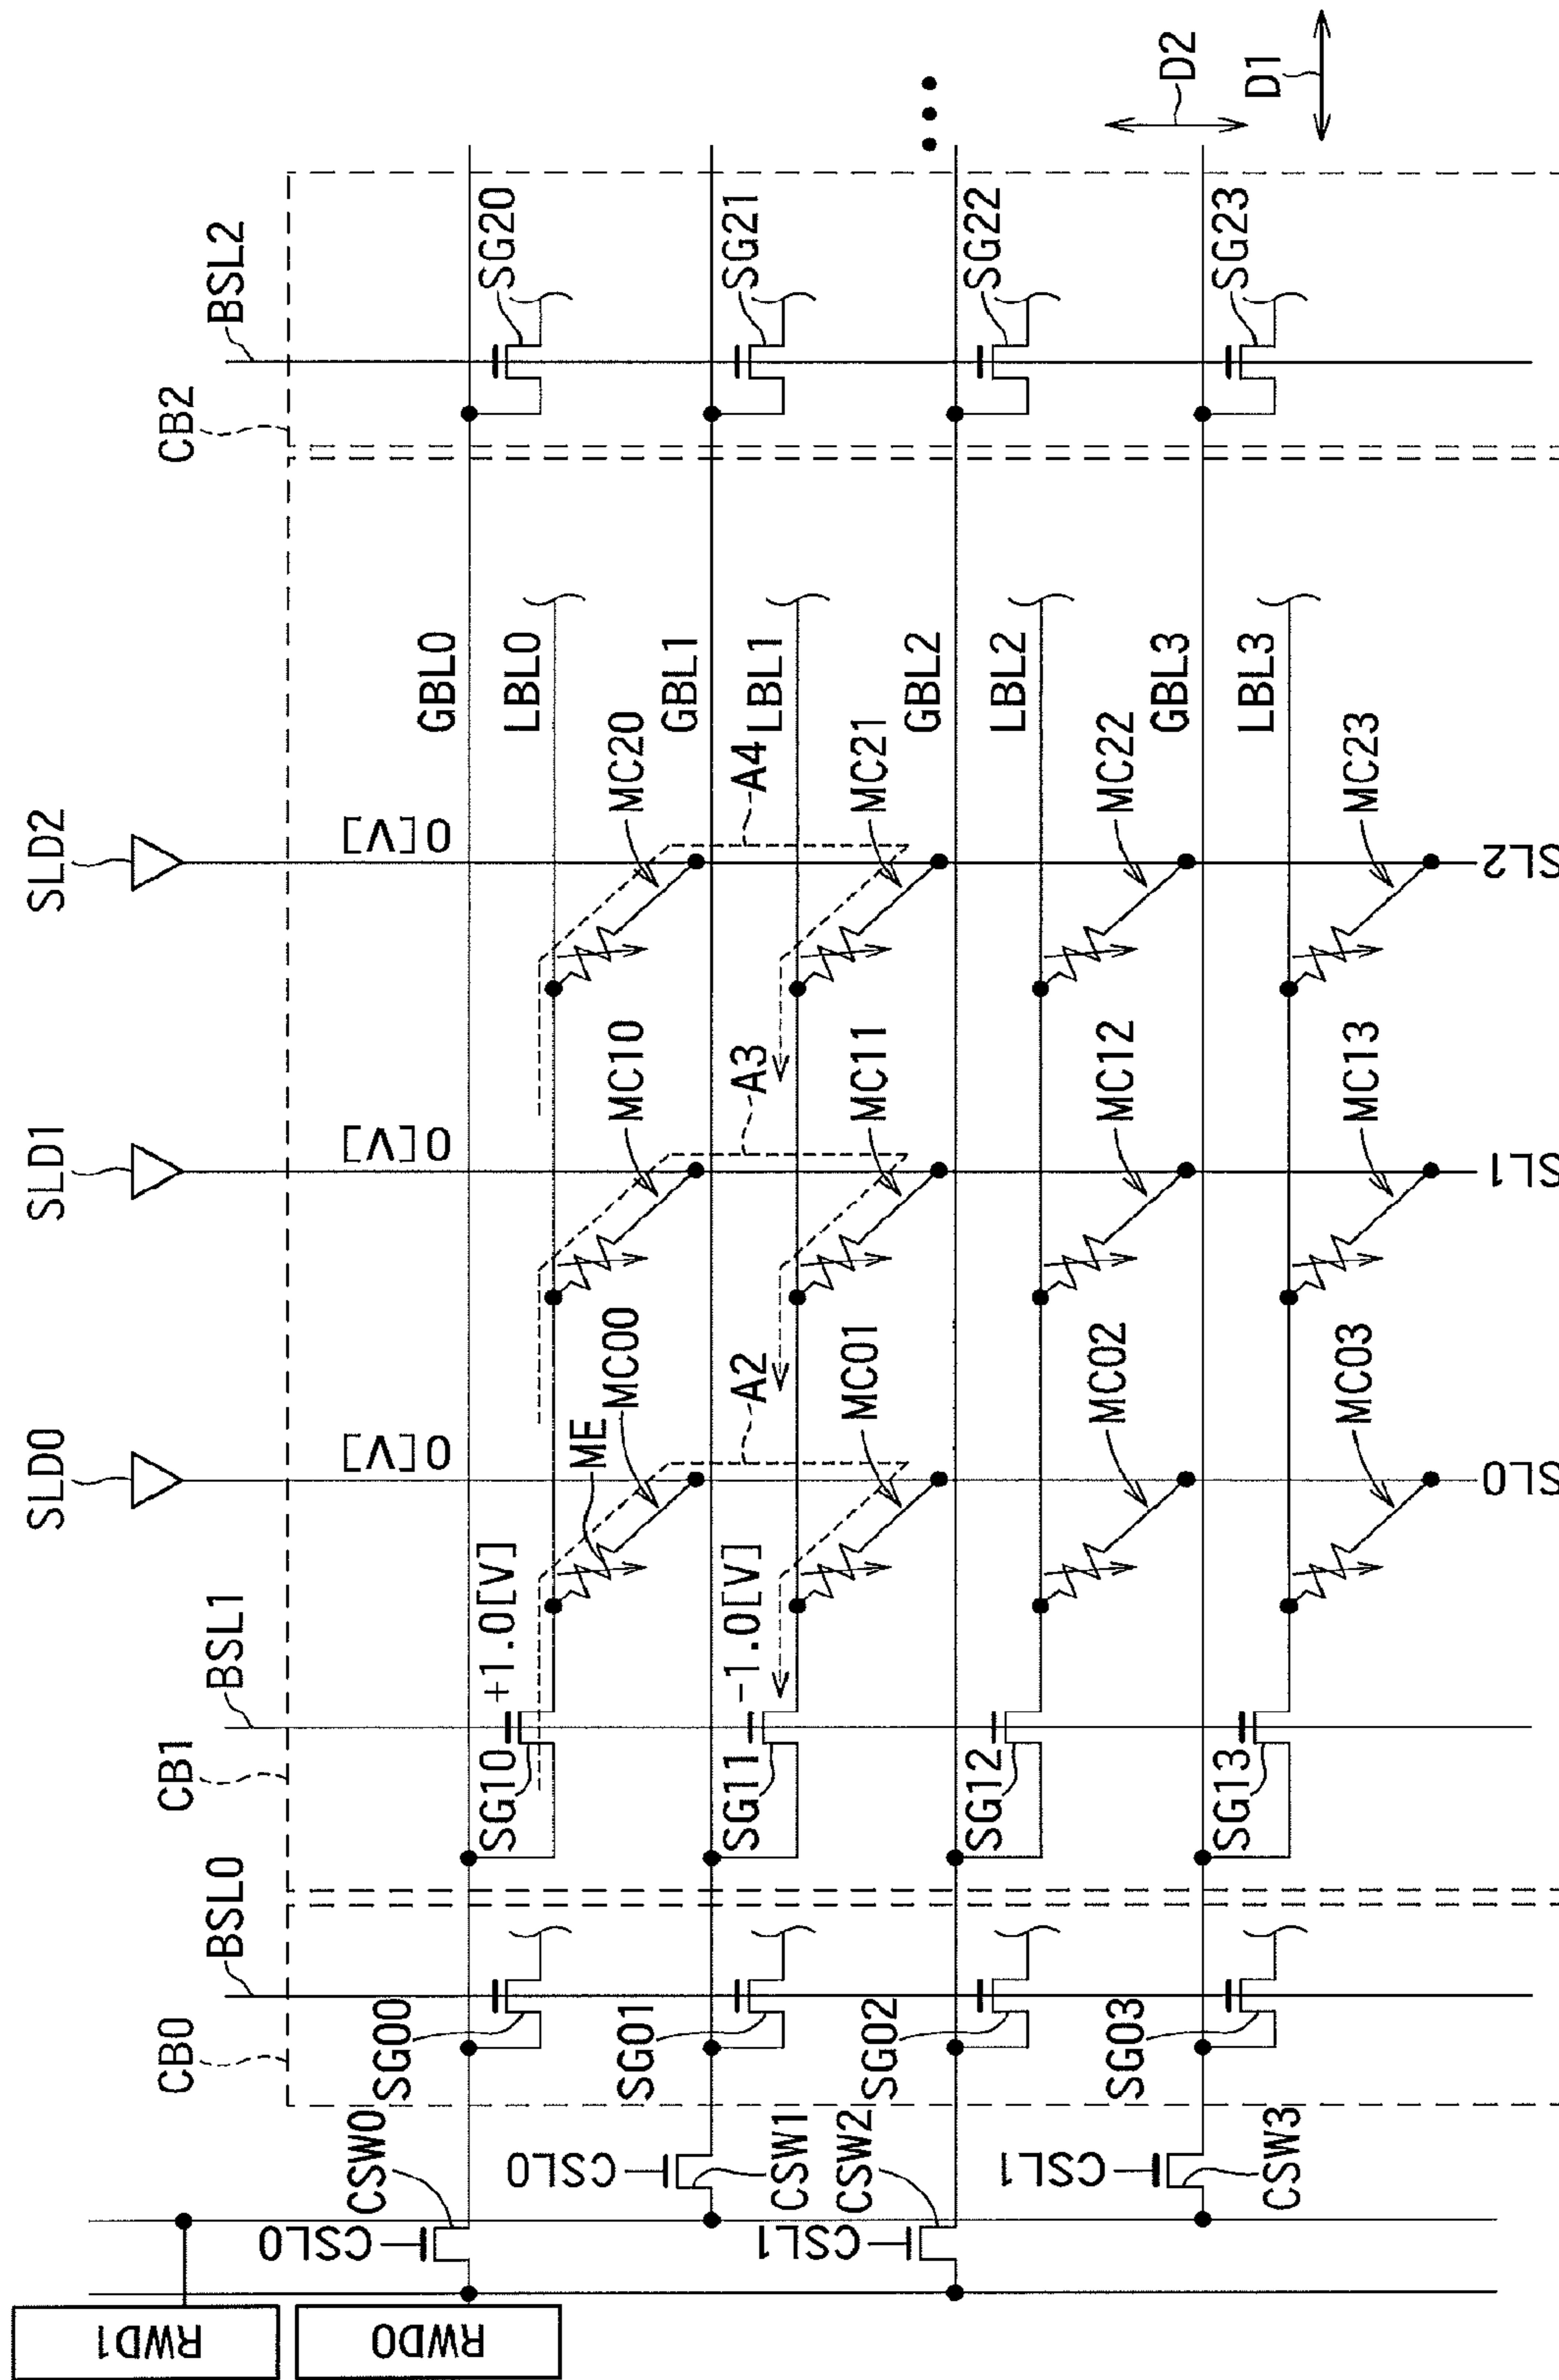 RWD1
RWD0
CSL0
CSW0
CSL0
CSW1
CSL1
CSW2
CSL1
CSW3
CB0
BSL0
SG00
SG01
SG02
SG03
CB1
BSL1
SG10
+1.0[V]
SG11
-1.0[V]
SG12
SG13
SLD0
0[V]
ME
MC00
A2
MC01
MC02
MC03
SL0
SLD1
0[V]
MC10
A3
MC11
MC12
MC13
SL1
SLD2
0[V]
MC20
A4
MC21
MC22
MC23
SL2
GBL0
LBL0
GBL1
LBL1
GBL2
LBL2
GBL3
LBL3
CB2
BSL2
SG20
SG21
SG22
SG23
D2
D1